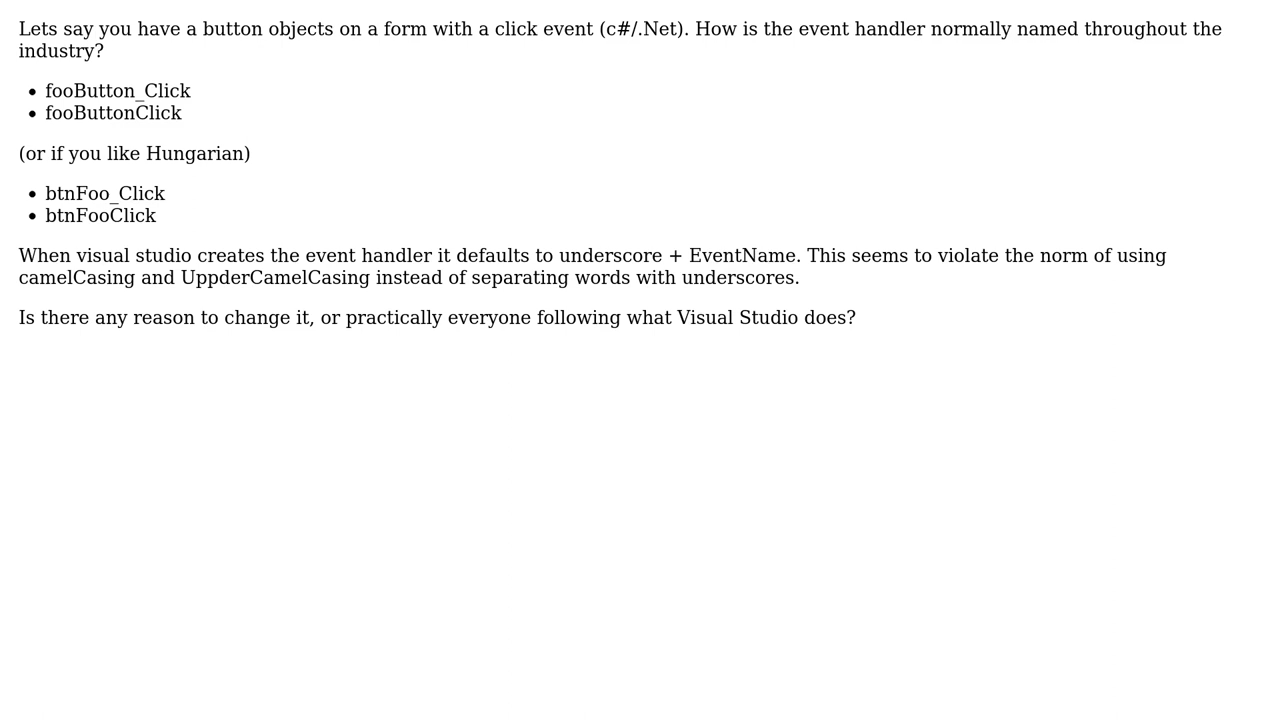 Lets say you have a button objects on a form with a click event (c#/.Net). How is the event handler normally named throughout the
industry?
• fooButton_Click
• fooButtonClick
(or if you like Hungarian)
• btnFoo_Click
• btnFooClick
When visual studio creates the event handler it defaults to underscore + EventName. This seems to violate the norm of using
camelCasing and UppderCamelCasing instead of separating words with underscores.
Is there any reason to change it, or practically everyone following what Visual Studio does?